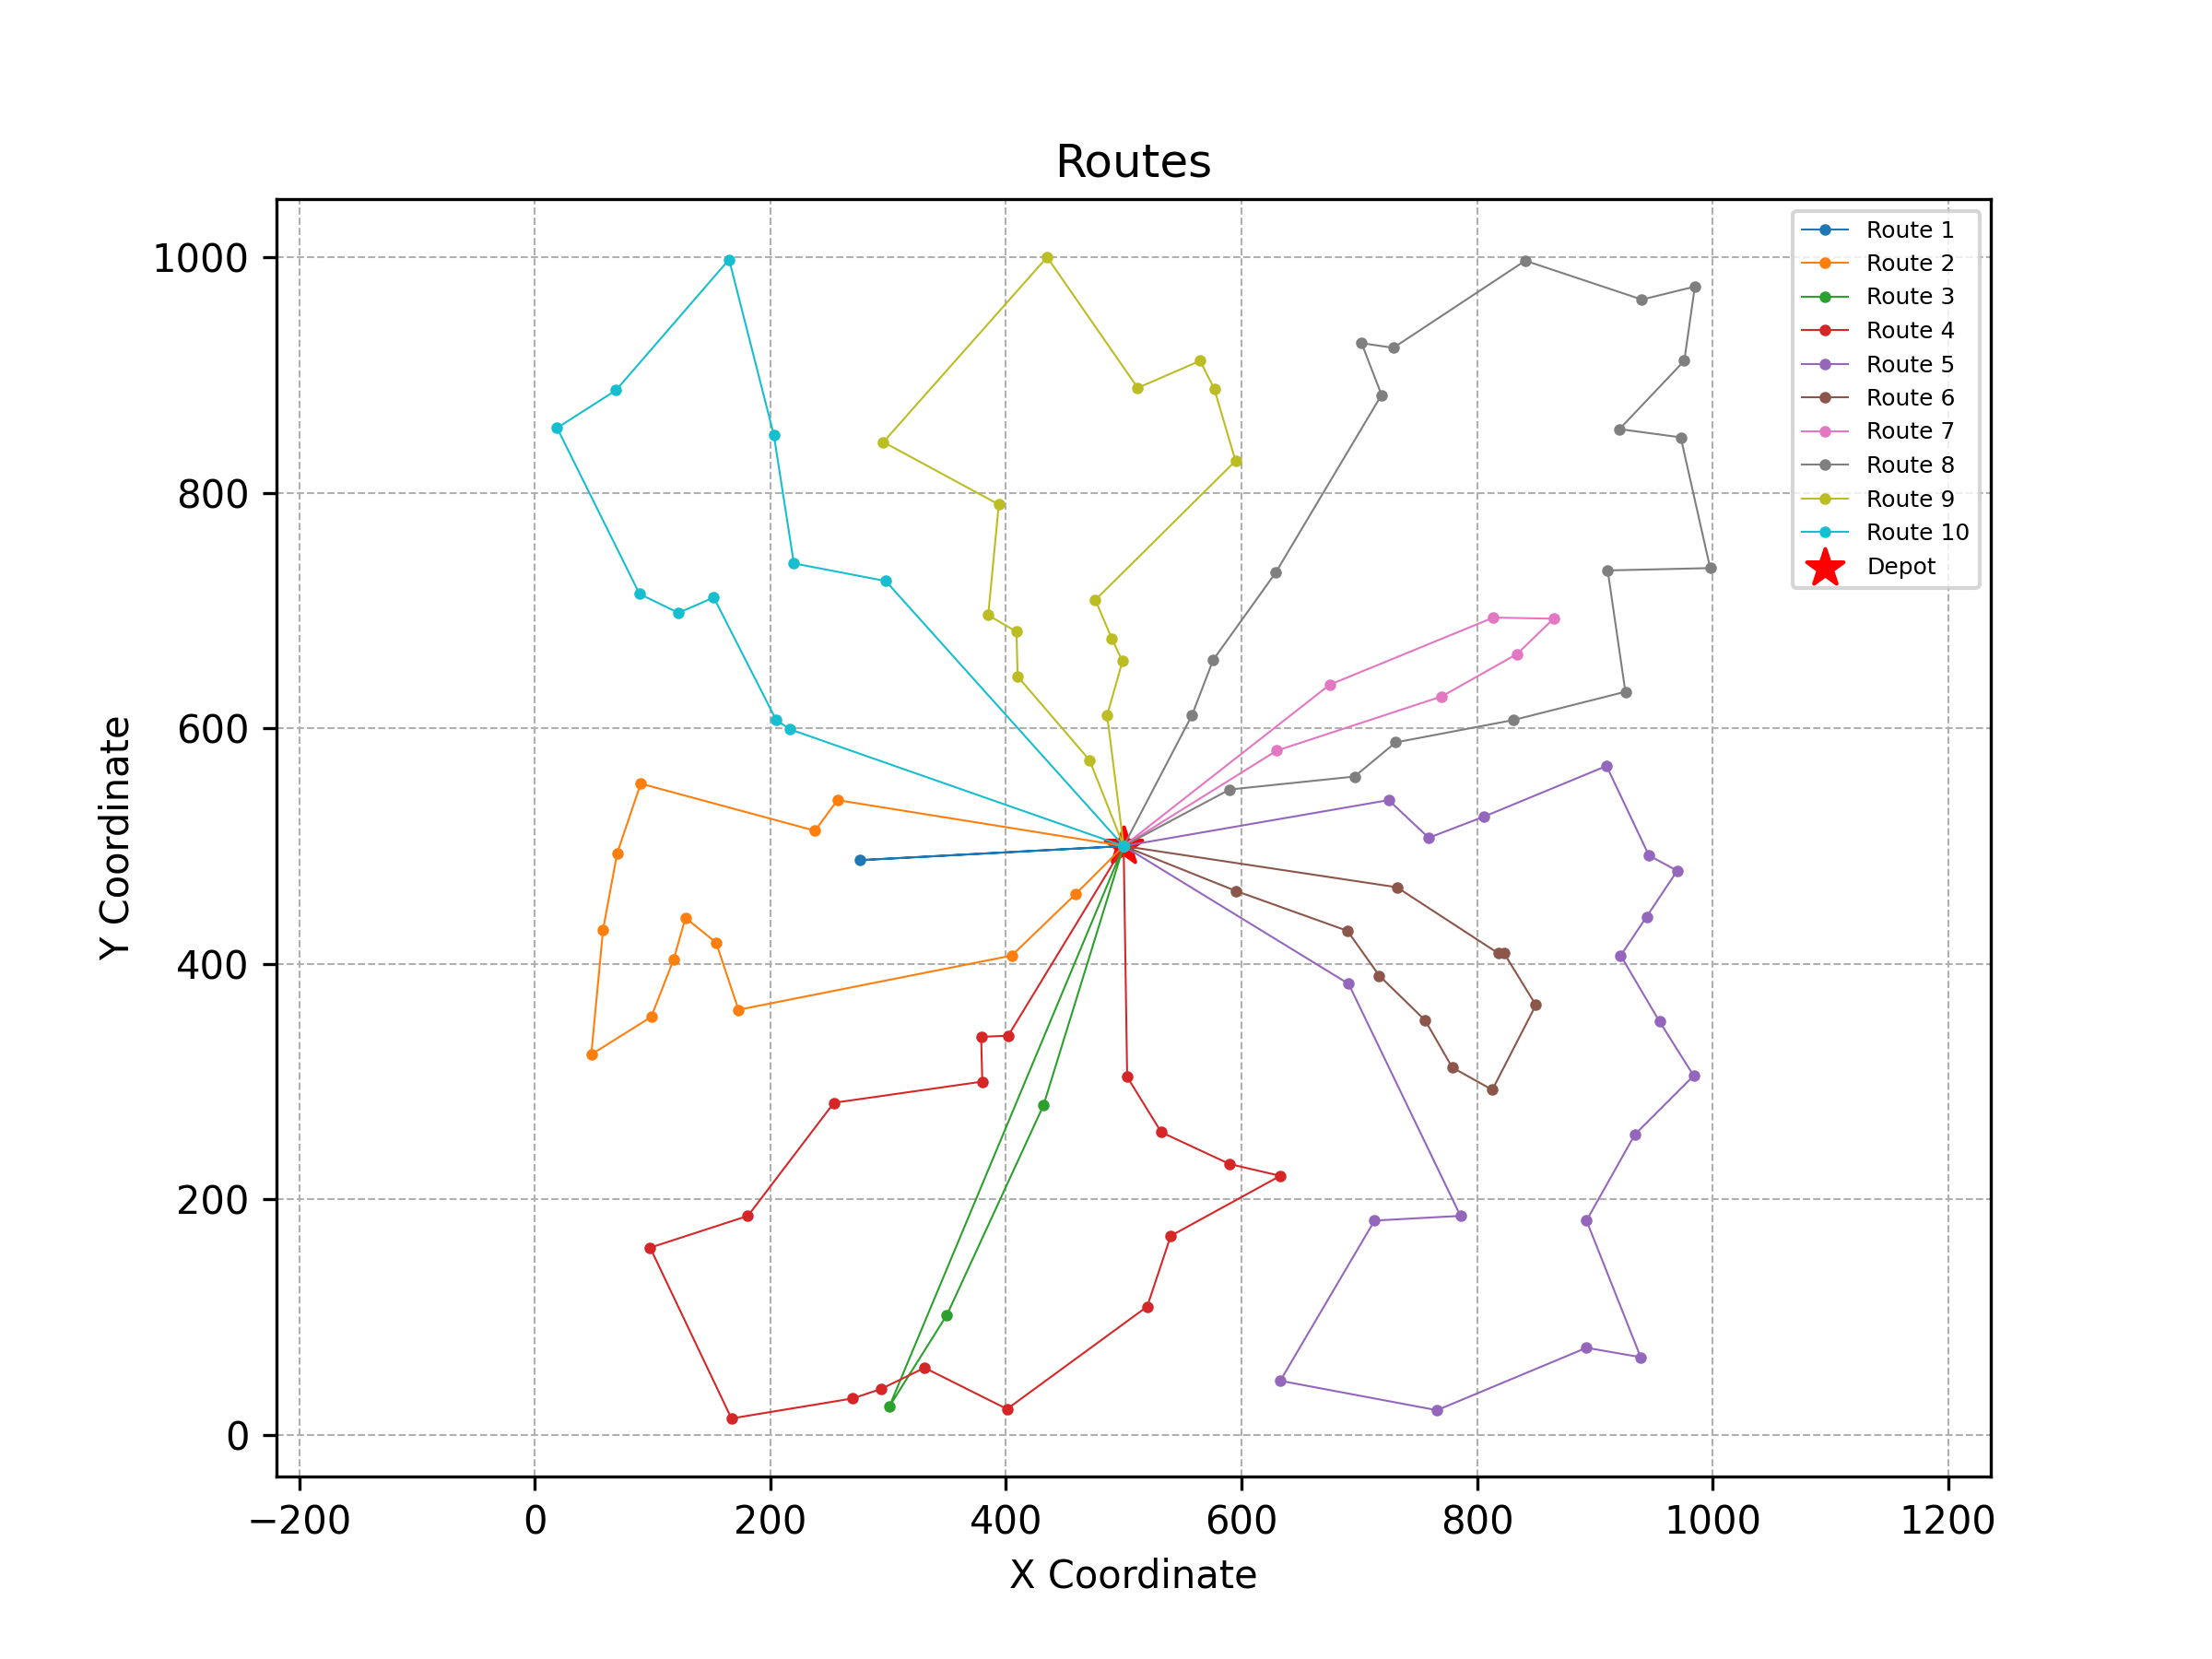 Routes
Route 1
Route 2
Route 3
Route 4
Route 5
Route 6
Route 7
Route 8
Route 9
Route 10
Depot
1000
800
600
400
200
0
Y Coordinate
−200 0 200 400 600 800 1000 1200
X Coordinate